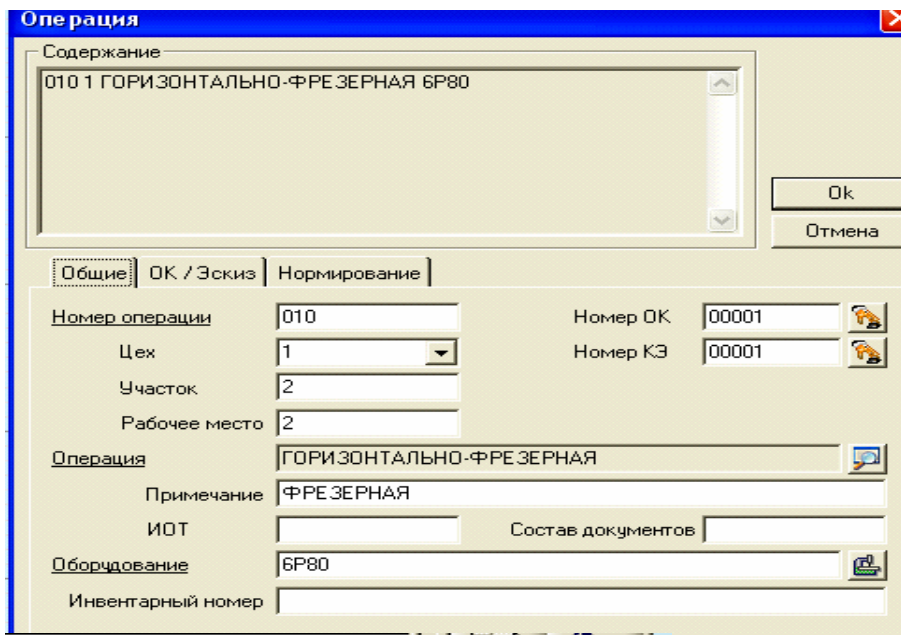 Операция
Содержание
010 1 ГОРИЗОНТАЛЬНО-ФРЕЗЕРНАЯ 6Р80
Ok
Отмена
Общие ОК / Эскиз Нормирование
Номер операции 010 Номер ОК 00001
Цех 1 Номер КЭ 00001
Участок 2
Рабочее место 2
Операция ГОРИЗОНТАЛЬНО-ФРЕЗЕРНАЯ
Примечание ФРЕЗЕРНАЯ
ИОТ Состав документов
Оборудование 6Р80
Инвентарный номер